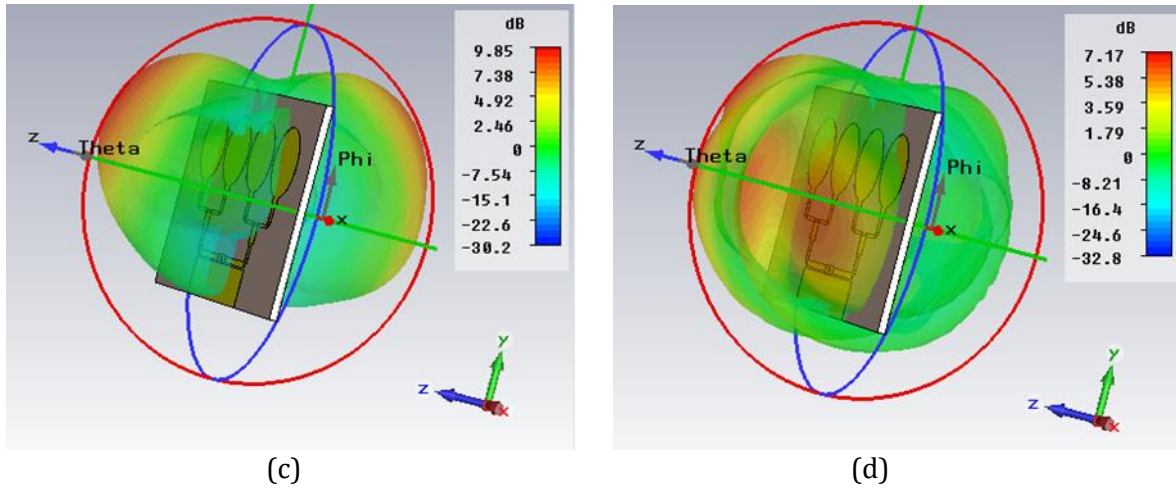 dB
9.85
7.38
4.92
2.46
0
-7.54
-15.1
-22.6
-30.2
z
Theta
Phi
x
y
z
x
(c)
dB
7.17
5.38
3.59
1.79
0
-8.21
-16.4
-24.6
-32.8
z
Theta
Phi
x
y
z
x
(d)